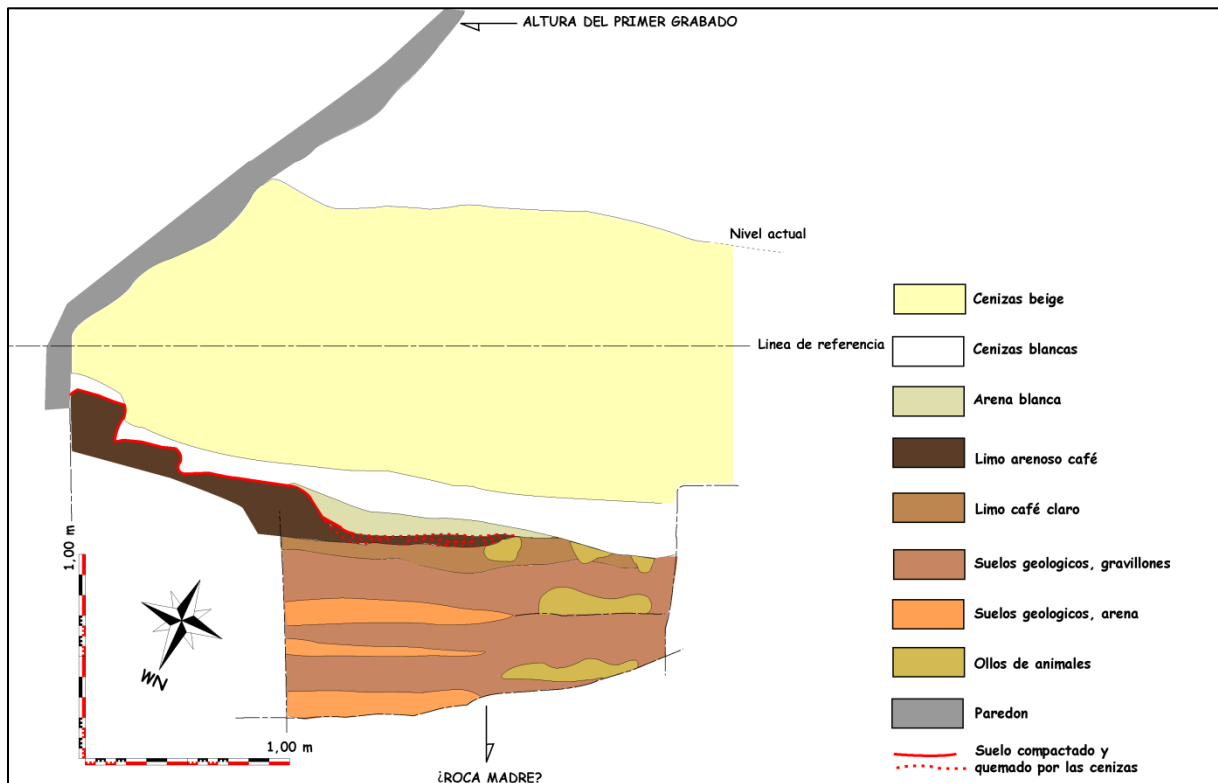 ALTURA DEL PRIMER GRABADO
Nivel actual
Linea de referencia
Cenizas beige
Cenizas blancas
Arena blanca
Limo arenoso café
Limo café claro
Suelos geologicos, gravillones
Suelos geologicos, arena
Ollos de animales
Paredon
Suelo compactado y
quemado por las cenizas
1,00 m
WN
1,00 m
¿ROCA MADRE?